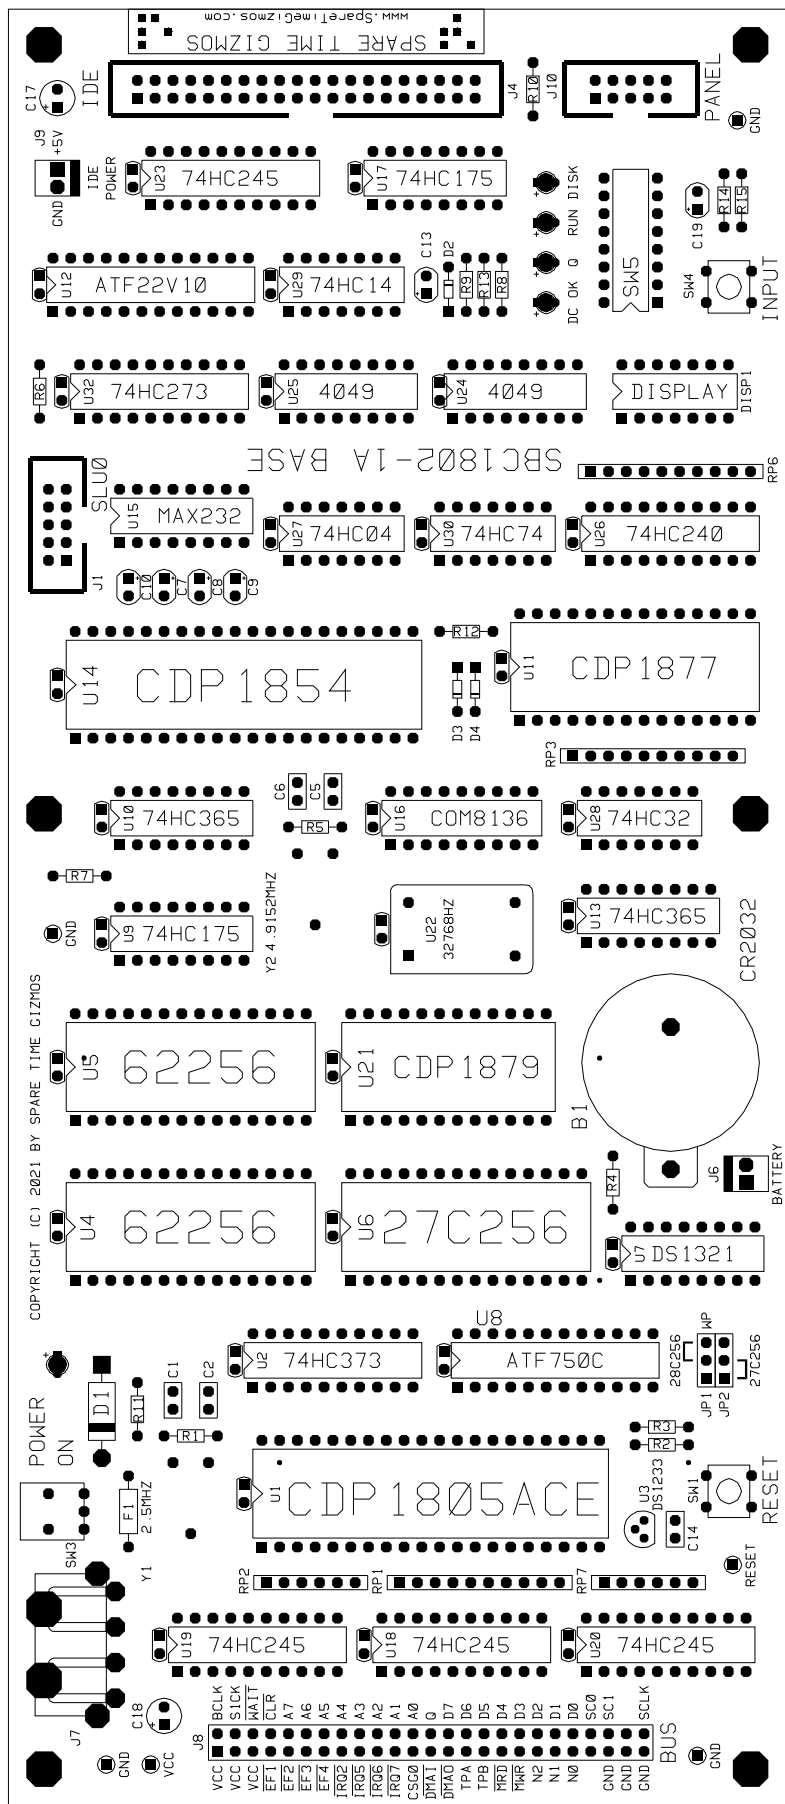 www.SpareTimeGizmos.com
SPARE TIME GIZMOS
C17
IDE
J4
R10
J10
PANEL
GND
J9
+5V
GND
IDE
POWER
U23
74HC245
U17
74HC175
DISK
RUN
Q
DC OK
SW5
C19
R14
R15
SW4
INPUT
U12
ATF22V10
U29
74HC14
C13
D2
R9
R13
R8
R6
U32
74HC273
U25
4049
U24
4049
DISPLAY
DISP1
SBC1802-1A BASE
RP6
SLU0
J1
U15
MAX232
U27
74HC04
U30
74HC74
U26
74HC240
C10
C7
C8
C9
R12
U14
CDP1854
D3
D4
U11
CDP1877
RP3
C6
C5
U10
74HC365
R5
U16
COM8136
U28
74HC32
R7
GND
U9
74HC175
Y2
4.9152MHZ
U22
32768HZ
U13
74HC365
CR2032
COPYRIGHT (C) 2021 BY SPARE TIME GIZMOS
U5
62256
U21
CDP1879
B1
R4
J6
BATTERY
U4
62256
U6
27C256
U7
DS1321
U8
U2
74HC373
ATF750C
28C256
WP
27C256
JP1
JP2
POWER
ON
D1
R11
C1
C2
R1
R3
R2
U1
CDP1805ACE
U3
DS1233
C14
SW1
RESET
RESET
SW3
F1
2.5MHZ
Y1
RP2
RP1
RP7
U19
74HC245
U18
74HC245
U20
74HC245
J7
C18
GND
VCC
J8
BCLK
S1CK
WAIT
CLR
A7
A6
A5
A4
A3
A2
A1
A0
Q
D7
D6
D5
D4
D3
D2
D1
D0
SC0
SC1
SCLK
VCC
VCC
VCC
EF1
EF2
EF3
EF4
IRQ2
IRQ5
IRQ6
IRQ7
CSG0
DMAI
DMAO
TPA
TPB
MRD
MWR
N2
N1
N0
GND
GND
GND
BUS
GND